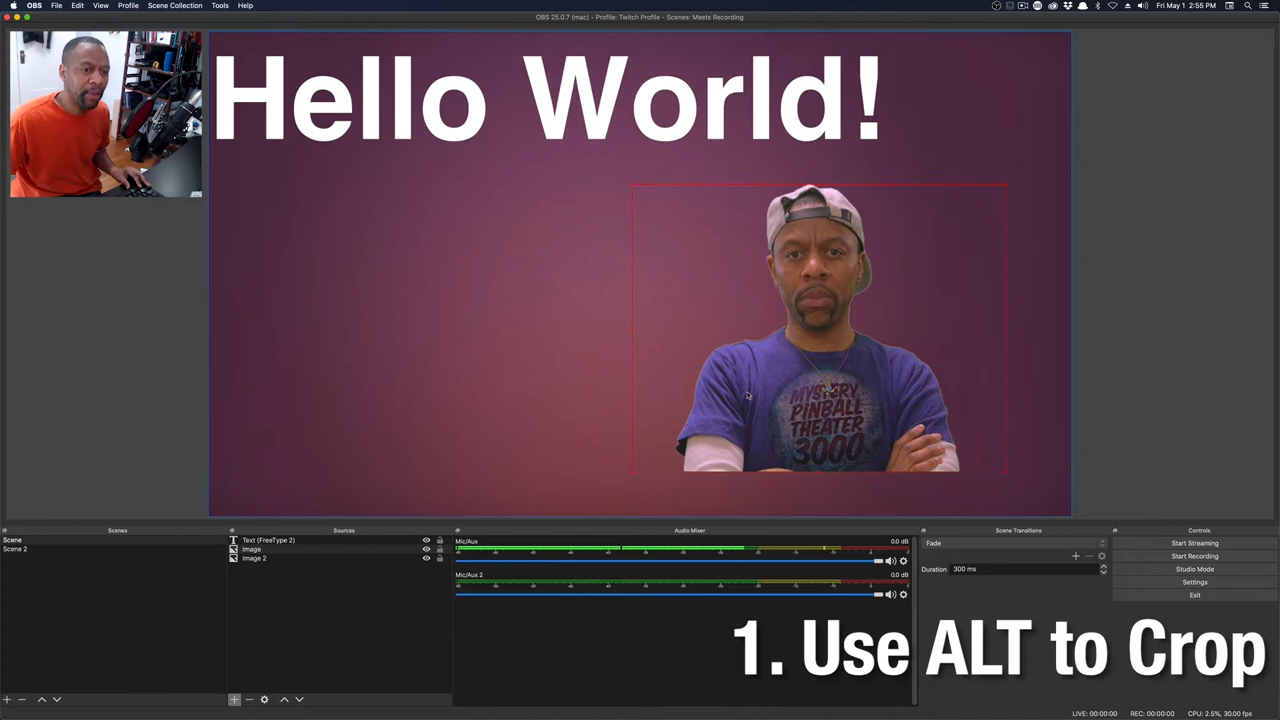 OBS File Edit View Profile Scene Collection Tools Help
Fri May 1 2:55 PM
OBS 25.0.7 (mac) - Profile: Twitch Profile - Scenes: Meets Recording
Hello World!
MYSTERY
PINBALL
THEATER
3000
Scenes
Sources
Audio Mixer
Scene Transitions
Controls
Scene
Scene 2
Text (FreeType 2)
Image
Image 2
Mic/Aux
0.0 dB
Mic/Aux 2
0.0 dB
Fade
Duration 300 ms
Start Streaming
Start Recording
Studio Mode
Settings
Exit
1. Use ALT to Crop
LIVE: 00:00:00 REC: 00:00:00 CPU: 2.5%, 30.00 fps